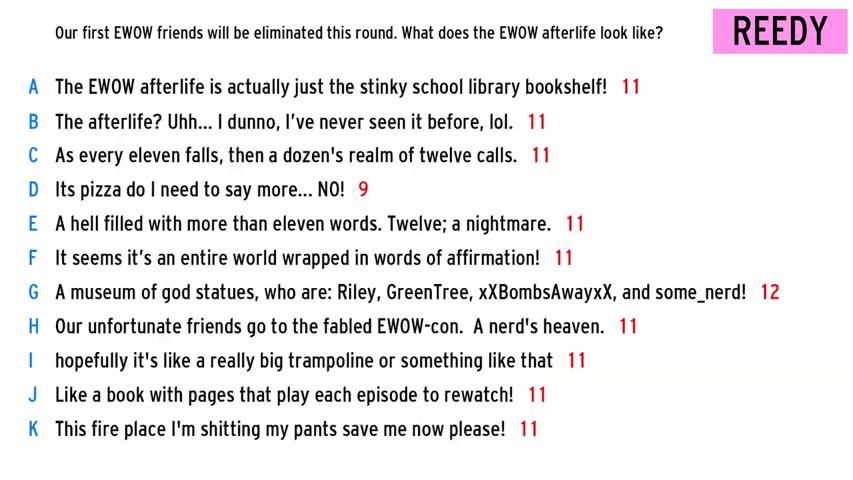 Our first EWOW friends will be eliminated this round. What does the EWOW afterlife look like?
REEDY
A The EWOW afterlife is actually just the stinky school library bookshelf! 11
B The afterlife? Uhh... I dunno, I've never seen it before, lol. 11
C As every eleven falls, then a dozen's realm of twelve calls. 11
D Its pizza do I need to say more... NO! 9
E A hell filled with more than eleven words. Twelve; a nightmare. 11
F It seems it's an entire world wrapped in words of affirmation! 11
G A museum of god statues, who are: Riley, GreenTree, xXBombsAwayxX, and some_nerd! 12
H Our unfortunate friends go to the fabled EWOW-con. A nerd's heaven. 11
I hopefully it's like a really big trampoline or something like that 11
J Like a book with pages that play each episode to rewatch! 11
K This fire place I'm shitting my pants save me now please! 11